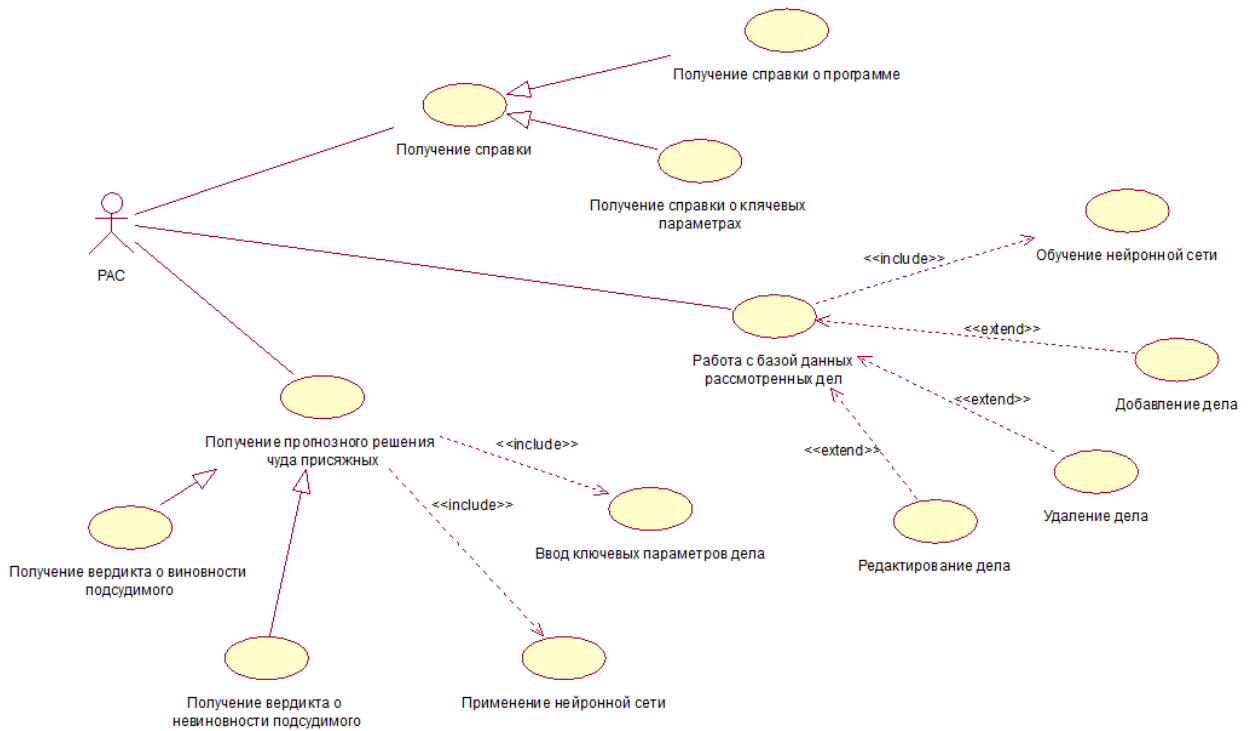 Получение справки о программе
Получение справки
Получение справки о клячевых
параметрах
РАС
<<include>>
Обучение нейронной сети
<<extend>>
Работа с базой данных
рассмотренных дел
<<extend>>
Добавление дела
<<extend>>
Получение прогнозного решения
чуда присяжных
<<include>>
<<include>>
Удаление дела
Ввод ключевых параметров дела
Редактирование дела
Получение вердикта о виновности
подсудимого
Получение вердикта о
невиновности подсудимого
Применение нейронной сети